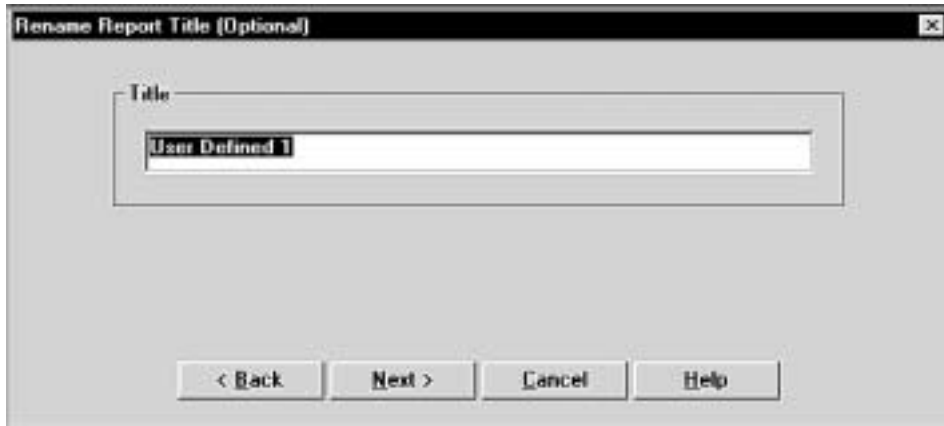 Rename Report Title (Optional)
Title
User Defined 1
< Back Next > Cancel Help